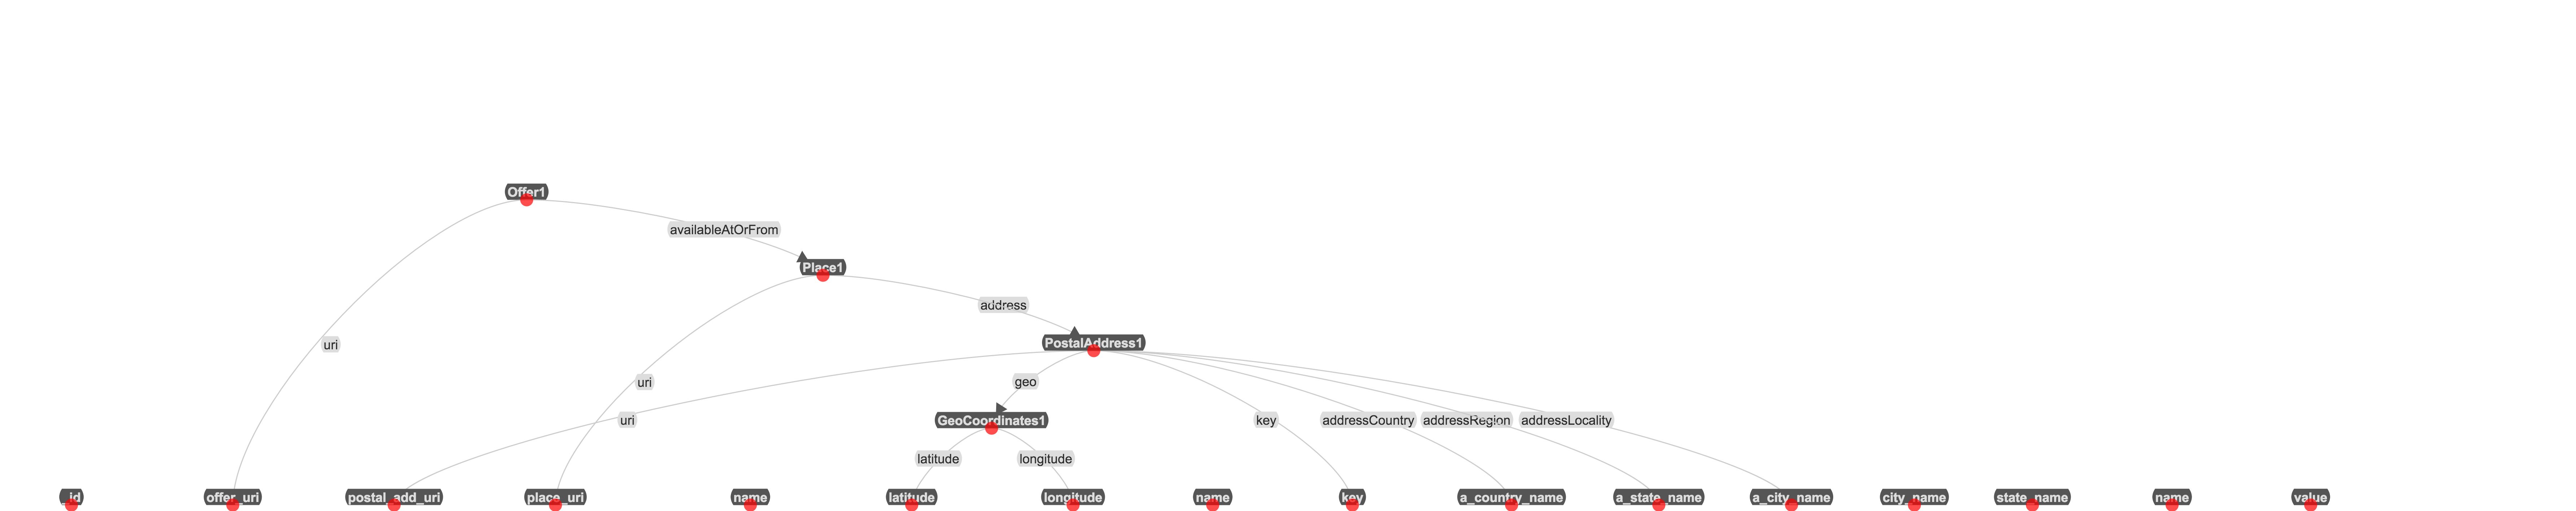 Offer1
availableAtOrFrom
Place1
address
PostalAddress1
uri
geo
uri
GeoCoordinates1
uri
key
addressCountry
addressRegion
addressLocality
latitude
longitude
_id
offer_uri
postal_add_uri
place_uri
name
latitude
longitude
name
key
a_country_name
a_state_name
a_city_name
city_name
state_name
name
value